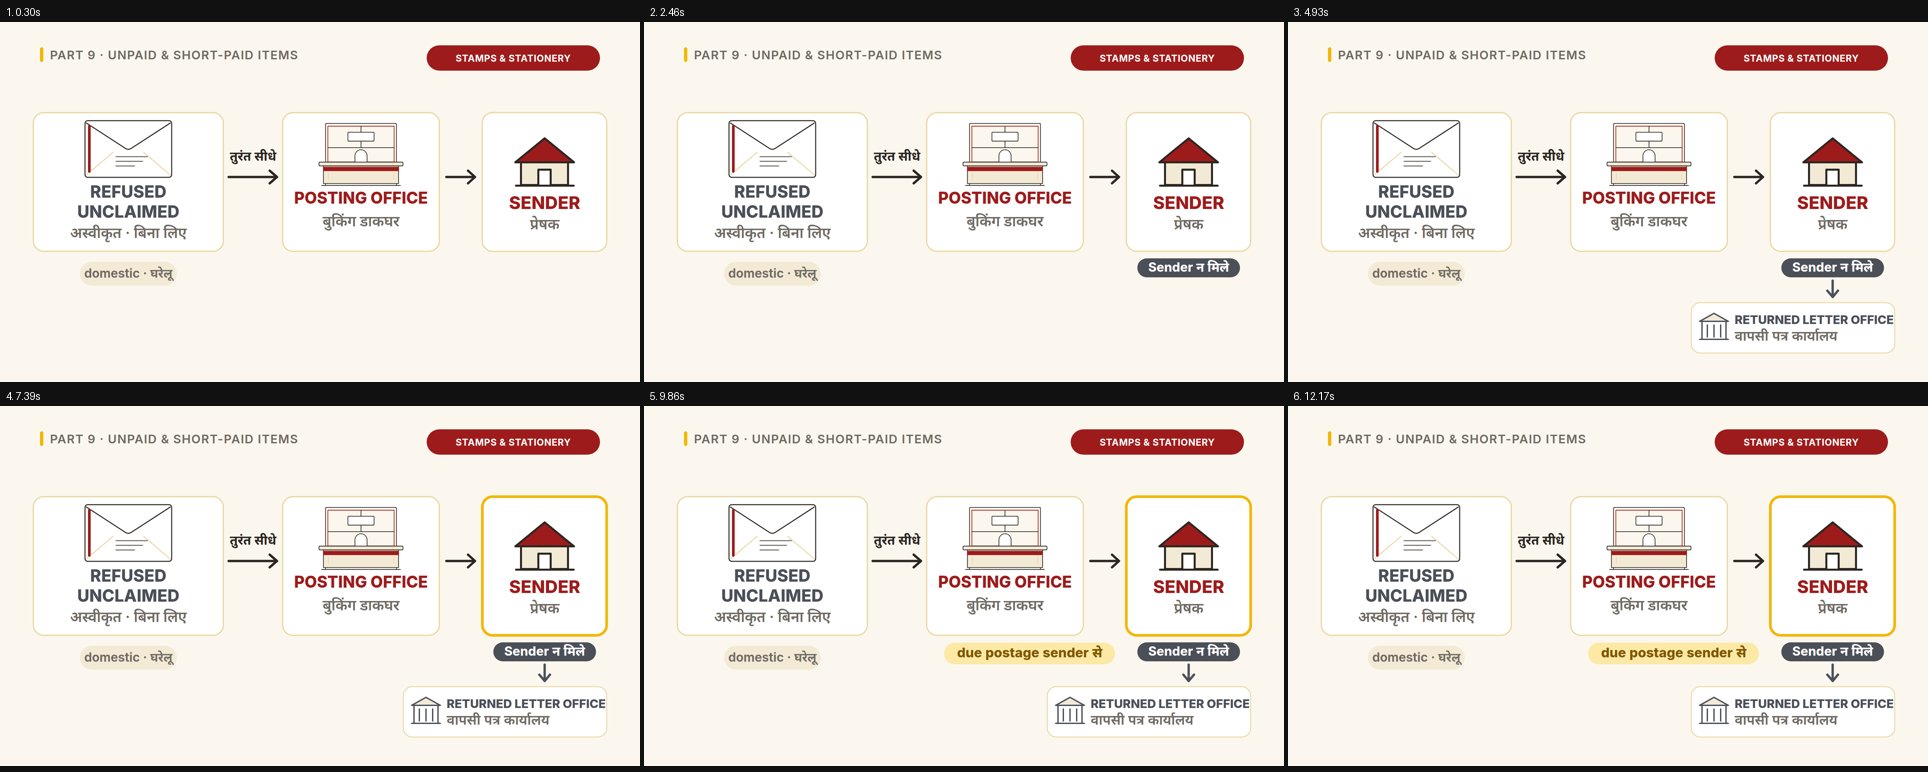 1. 0.30s
PART 9 · UNPAID & SHORT-PAID ITEMS
STAMPS & STATIONERY
REFUSED
UNCLAIMED
अस्वीकृत · बिना लिए
domestic · घरेलू
तुरंत सीधे
POSTING OFFICE
बुकिंग डाकघर
SENDER
प्रेषक
2. 2.46s
PART 9 · UNPAID & SHORT-PAID ITEMS
STAMPS & STATIONERY
REFUSED
UNCLAIMED
अस्वीकृत · बिना लिए
domestic · घरेलू
तुरंत सीधे
POSTING OFFICE
बुकिंग डाकघर
SENDER
प्रेषक
Sender न मिले
3. 4.93s
PART 9 · UNPAID & SHORT-PAID ITEMS
STAMPS & STATIONERY
REFUSED
UNCLAIMED
अस्वीकृत · बिना लिए
domestic · घरेलू
तुरंत सीधे
POSTING OFFICE
बुकिंग डाकघर
SENDER
प्रेषक
Sender न मिले
RETURNED LETTER OFFICE
वापसी पत्र कार्यालय
4. 7.39s
PART 9 · UNPAID & SHORT-PAID ITEMS
STAMPS & STATIONERY
REFUSED
UNCLAIMED
अस्वीकृत · बिना लिए
domestic · घरेलू
तुरंत सीधे
POSTING OFFICE
बुकिंग डाकघर
SENDER
प्रेषक
Sender न मिले
RETURNED LETTER OFFICE
वापसी पत्र कार्यालय
5. 9.86s
PART 9 · UNPAID & SHORT-PAID ITEMS
STAMPS & STATIONERY
REFUSED
UNCLAIMED
अस्वीकृत · बिना लिए
domestic · घरेलू
तुरंत सीधे
POSTING OFFICE
बुकिंग डाकघर
due postage sender से
SENDER
प्रेषक
Sender न मिले
RETURNED LETTER OFFICE
वापसी पत्र कार्यालय
6. 12.17s
PART 9 · UNPAID & SHORT-PAID ITEMS
STAMPS & STATIONERY
REFUSED
UNCLAIMED
अस्वीकृत · बिना लिए
domestic · घरेलू
तुरंत सीधे
POSTING OFFICE
बुकिंग डाकघर
due postage sender से
SENDER
प्रेषक
Sender न मिले
RETURNED LETTER OFFICE
वापसी पत्र कार्यालय